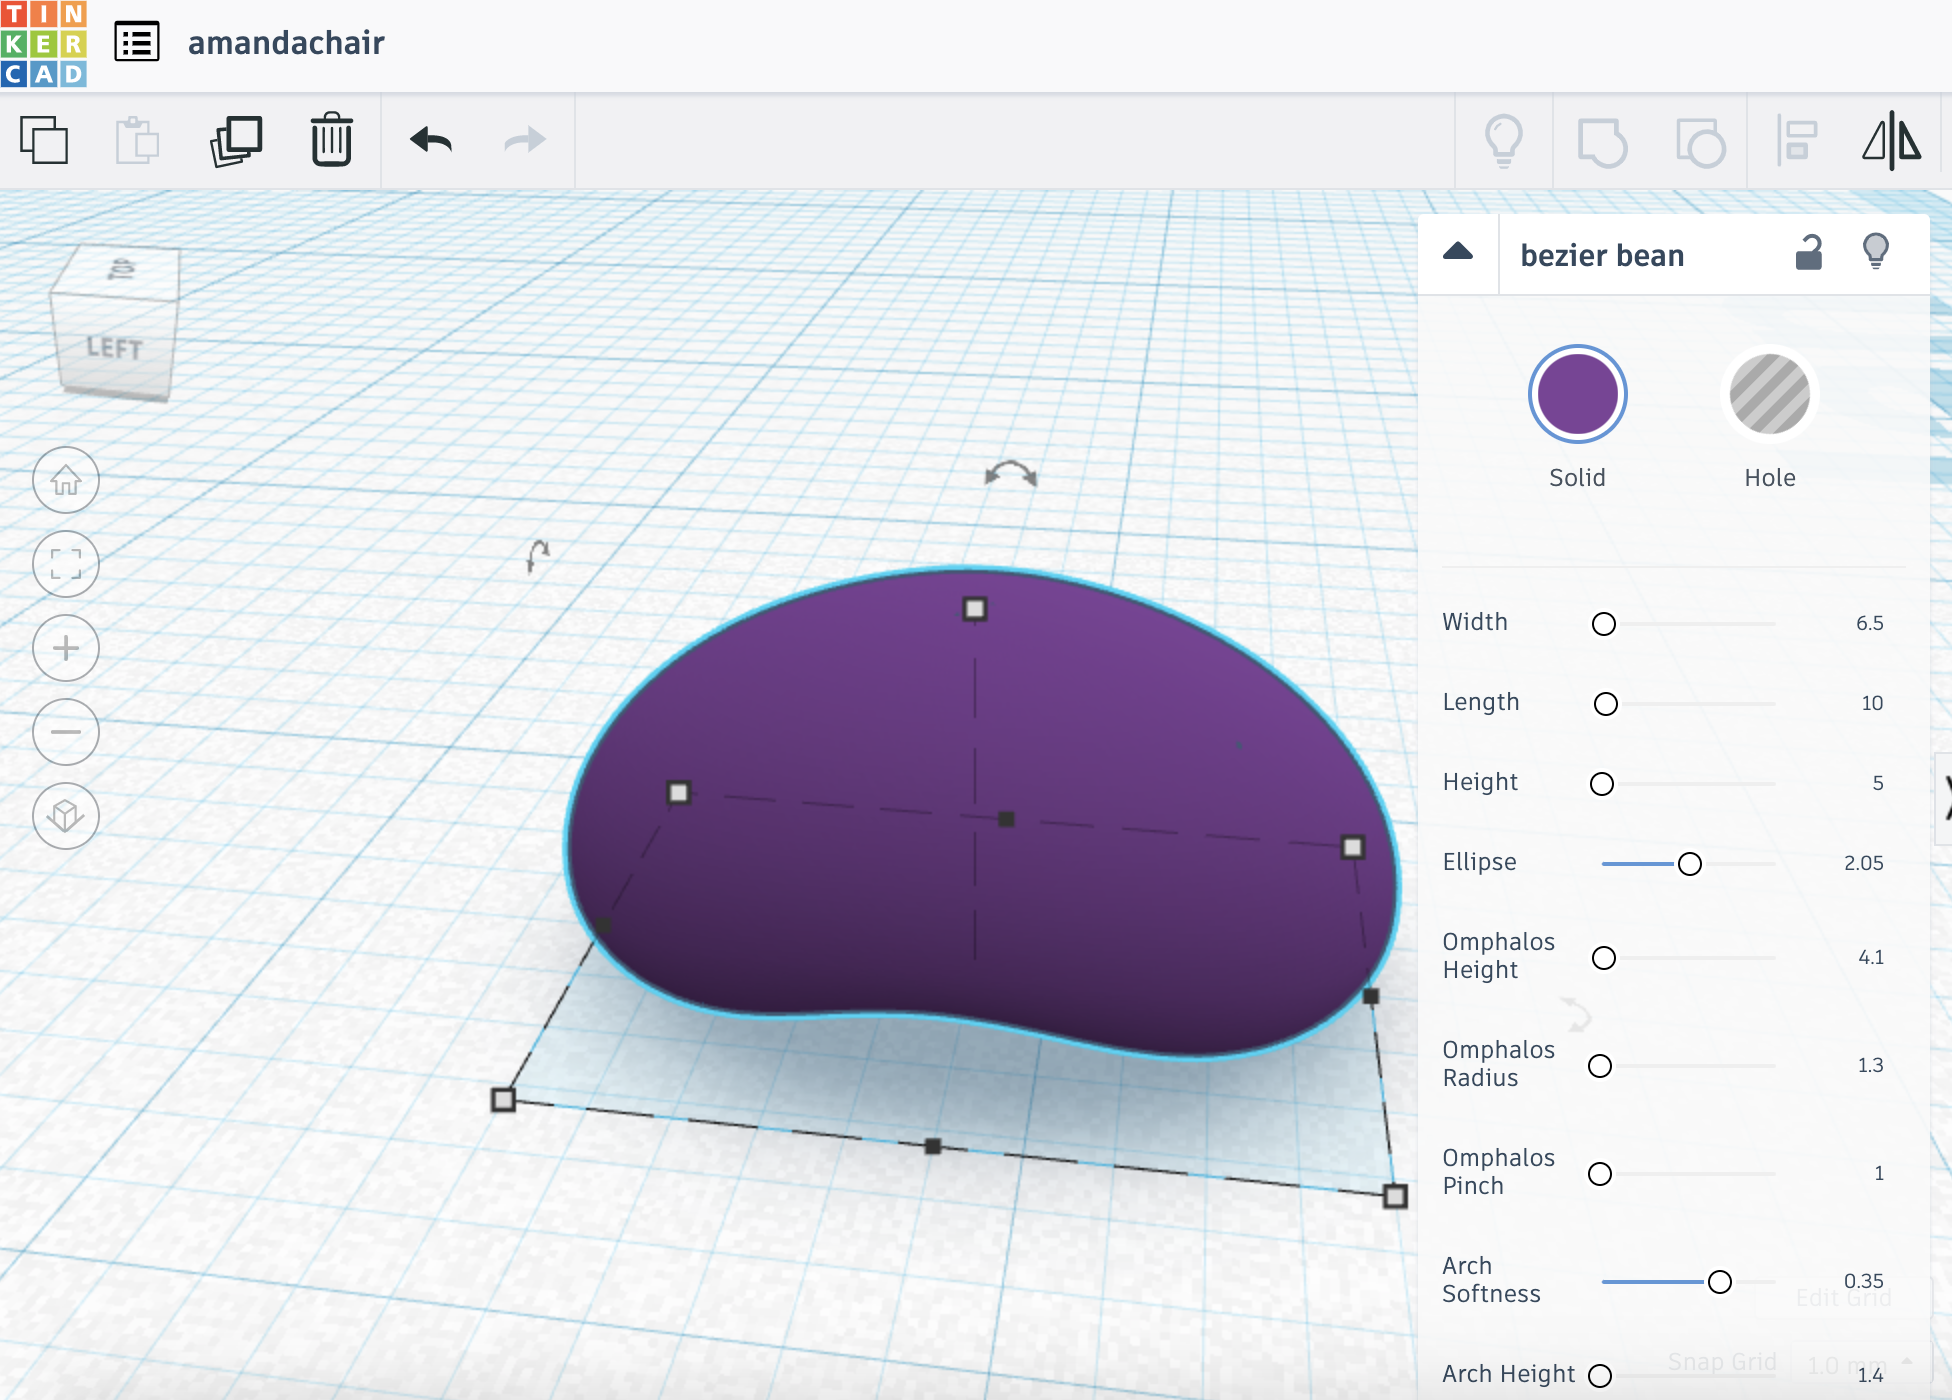 TIN
KER
CAD
amandachair
LEFT
bezier bean
Solid
Hole
Width 6.5
Length 10
Height 5
Ellipse 2.05
Omphalos
Height 4.1
Omphalos
Radius 1.3
Omphalos
Pinch 1
Arch
Softness 0.35
Edit Grid
Snap Grid 1.0 mm
Arch Height 1.4